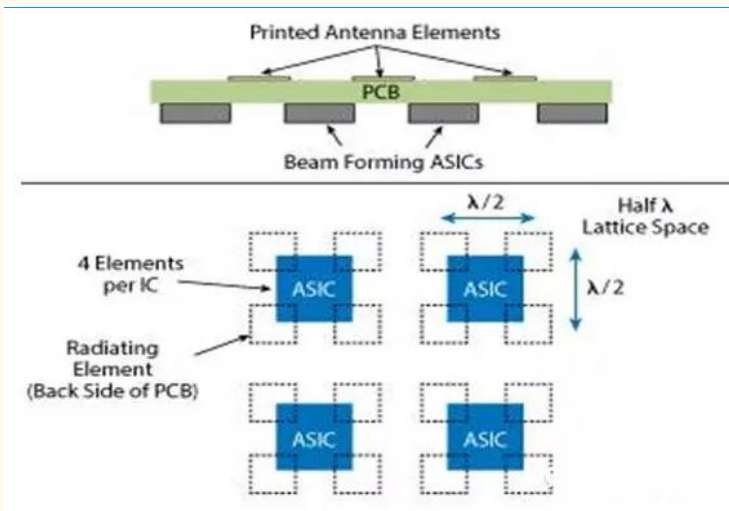 Printed Antenna Elements
PCB
Beam Forming ASICs
λ/2
Half λ
Lattice Space
4 Elements
per IC
ASIC
ASIC
λ/2
Radiating
Element
(Back Side of PCB)
ASIC
ASIC